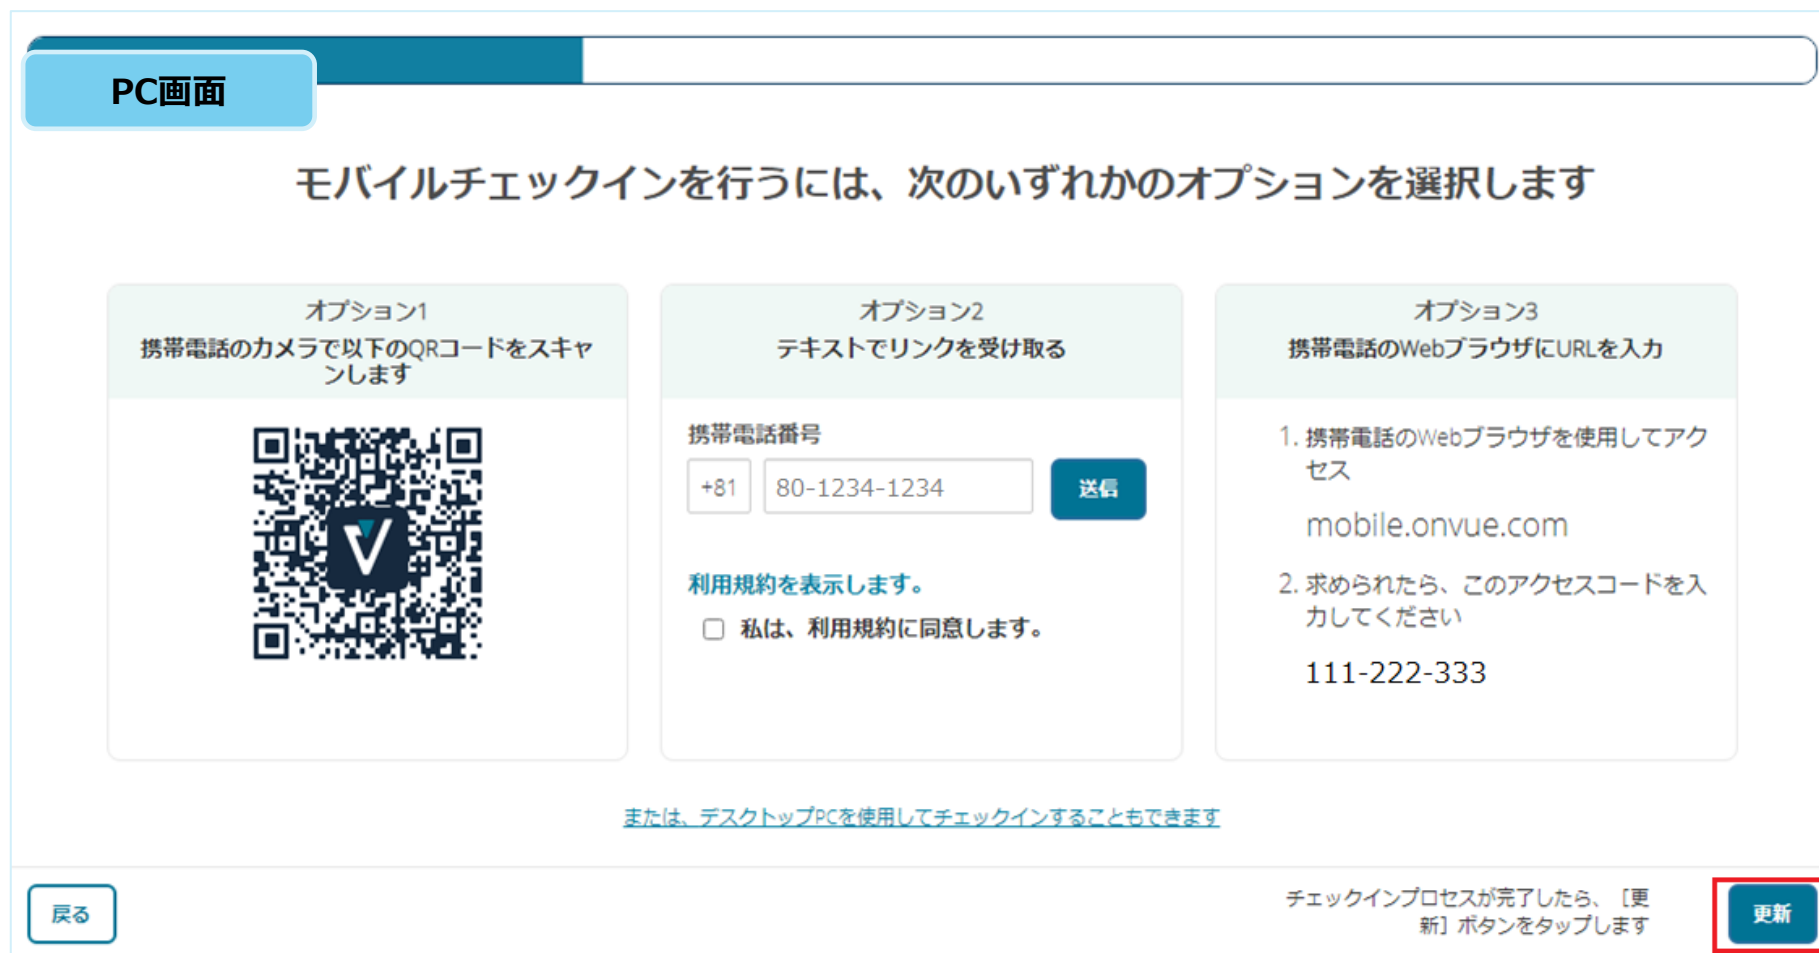 PC画面
モバイルチェックインを行うには、次のいずれかのオプションを選択します
オプション1
携帯電話のカメラで以下のQRコードをスキャ
ンします
オプション2
テキストでリンクを受け取る
携帯電話番号
+81 80-1234-1234 送信
利用規約を表示します。
私は、利用規約に同意します。
オプション3
携帯電話のWebブラウザにURLを入力
1. 携帯電話のWebブラウザを使用してアク
セス
mobile.onvue.com
2. 求められたら、このアクセスコードを入
力してください
111-222-333
または、デスクトップPCを使用してチェックインすることもできます
戻る
チェックインプロセスが完了したら、［更
新］ボタンをタップします
更新